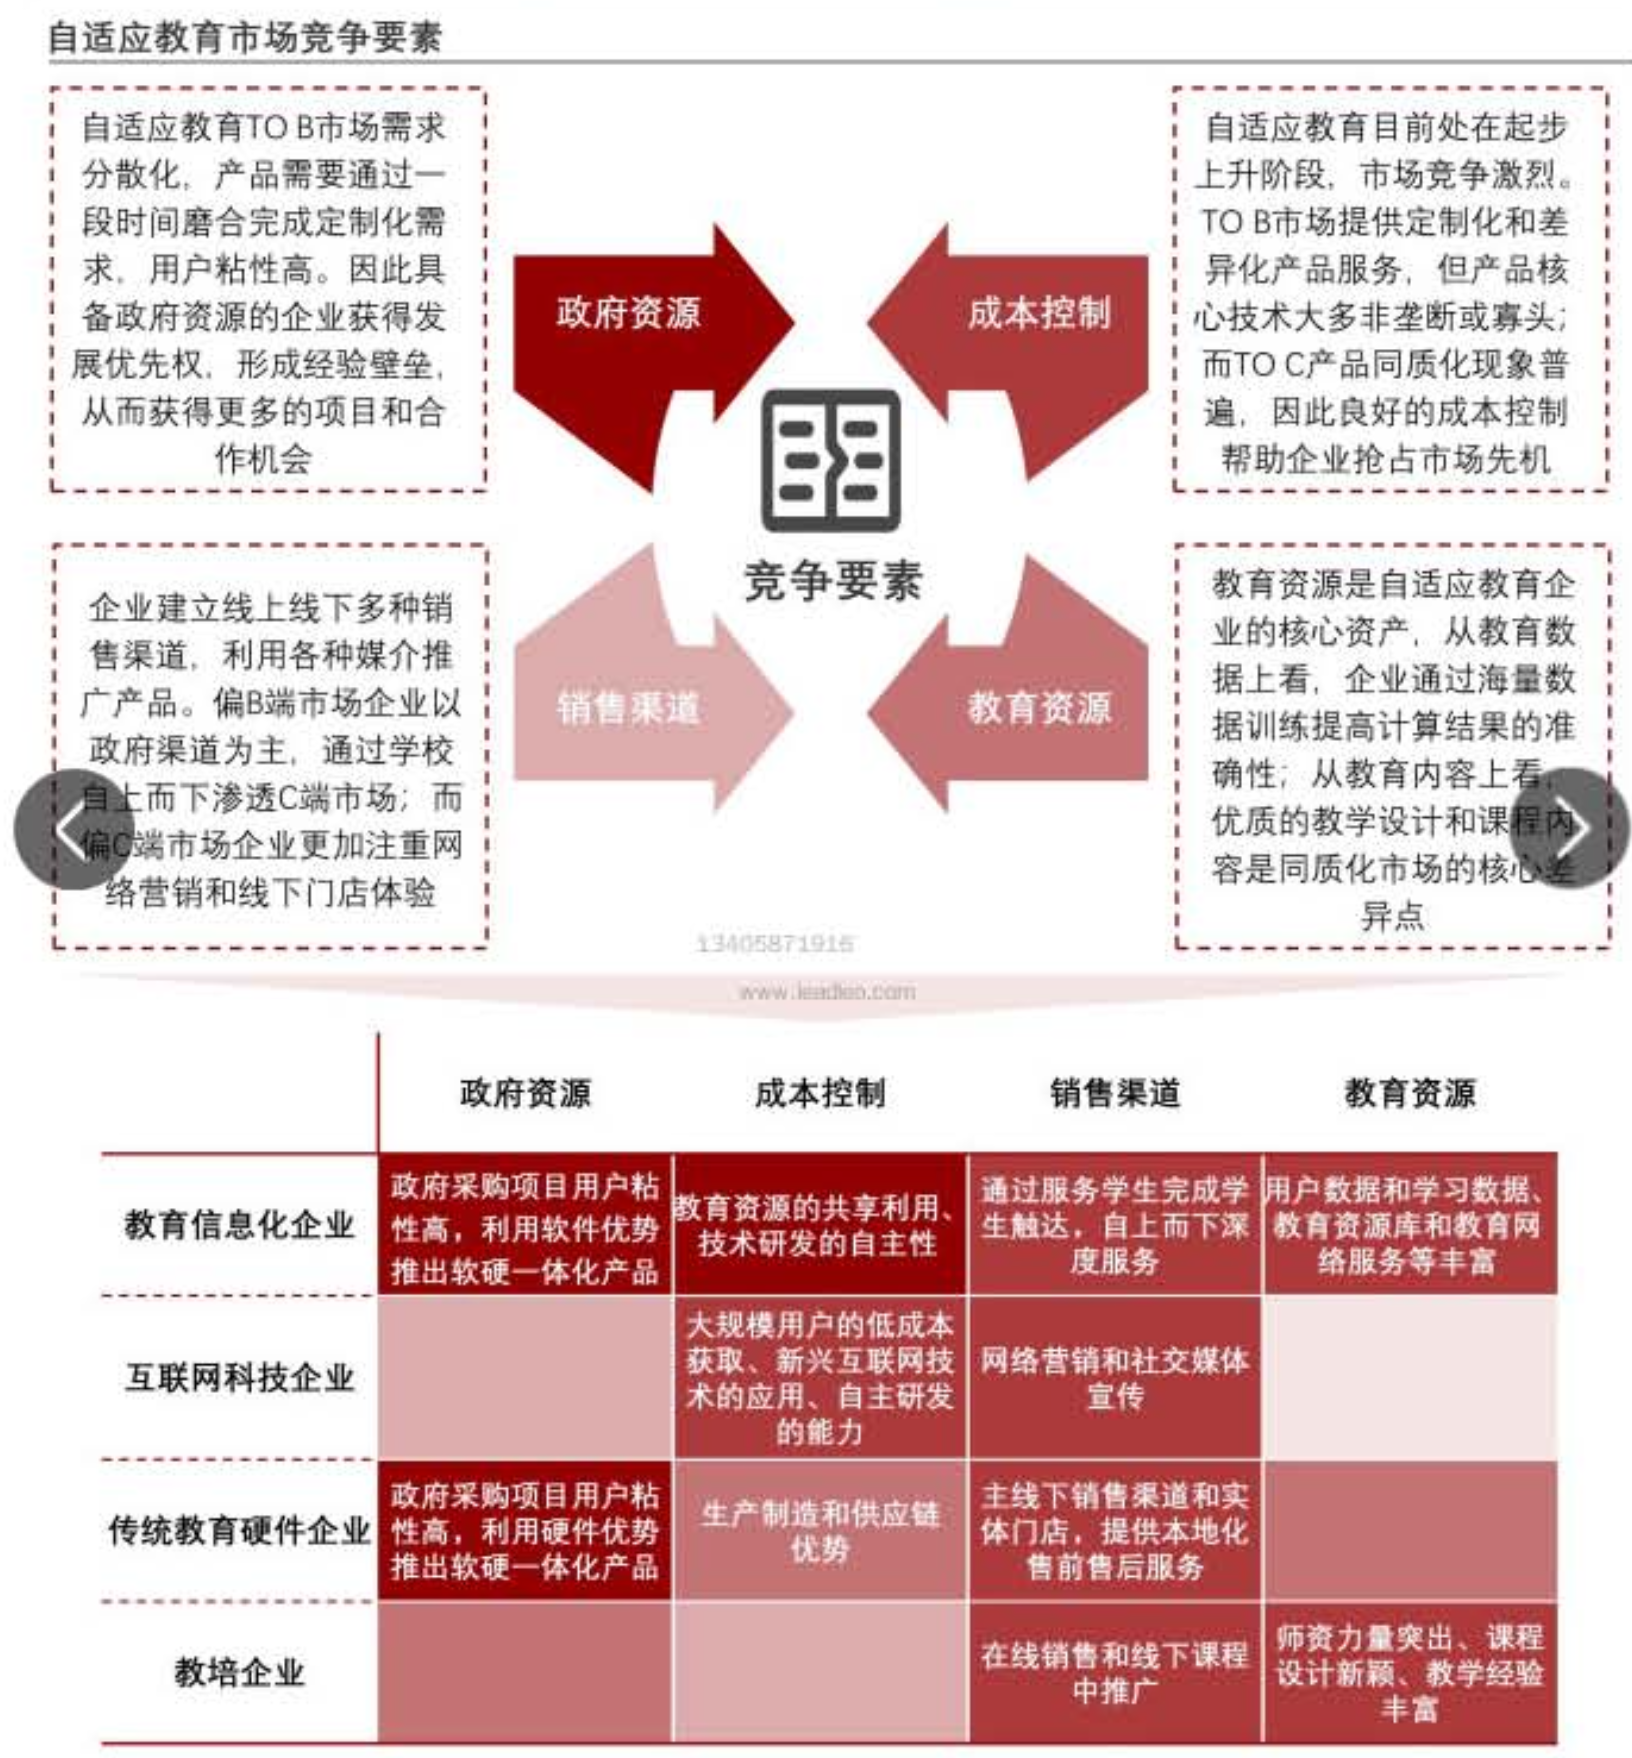 自适应教育市场竞争要素
自适应教育TO B市场需求
分散化，产品需要通过一
段时间磨合完成定制化需
求，用户粘性高。因此具
备政府资源的企业获得发
展优先权，形成经验壁垒，
从而获得更多的项目和合
作机会
政府资源
成本控制
自适应教育目前处在起步
上升阶段，市场竞争激烈。
TO B市场提供定制化和差
异化产品服务，但产品核
心技术大多非垄断或寡头；
而TO C产品同质化现象普
遍，因此良好的成本控制
帮助企业抢占市场先机
竞争要素
企业建立线上线下多种销
售渠道，利用各种媒介推
广产品。偏B端市场企业以
政府渠道为主，通过学校
自上而下渗透C端市场；而
偏C端市场企业更加注重网
络营销和线下门店体验
销售渠道
教育资源
教育资源是自适应教育企
业的核心资产，从教育数
据上看，企业通过海量数
据训练提高计算结果的准
确性；从教育内容上看，
优质的教学设计和课程内
容是同质化市场的核心差
异点
13405871916
www.leadleo.com
政府资源 成本控制 销售渠道 教育资源
教育信息化企业
政府采购项目用户粘
性高，利用软件优势
推出软硬一体化产品
教育资源的共享利用、
技术研发的自主性
通过服务学生完成学
生触达，自上而下深
度服务
用户数据和学习数据、
教育资源库和教育网
络服务等丰富
互联网科技企业
大规模用户的低成本
获取、新兴互联网技
术的应用、自主研发
的能力
网络营销和社交媒体
宣传
传统教育硬件企业
政府采购项目用户粘
性高，利用硬件优势
推出软硬一体化产品
生产制造和供应链
优势
主线下销售渠道和实
体门店，提供本地化
售前售后服务
教培企业
在线销售和线下课程
中推广
师资力量突出、课程
设计新颖、教学经验
丰富